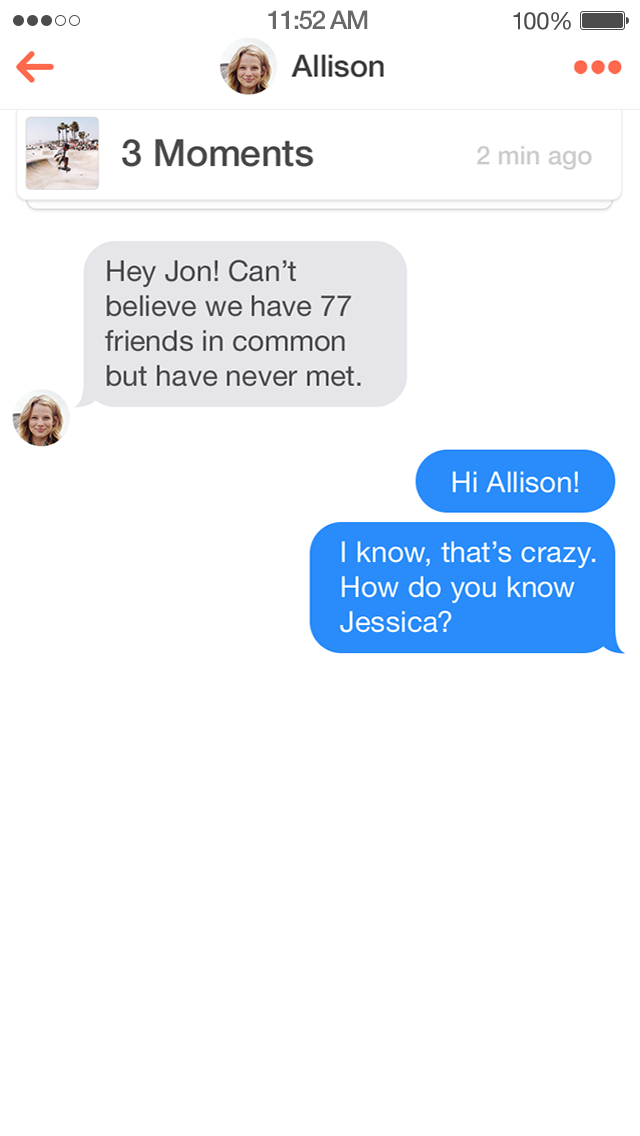 11:52 AM 100%
Allison
3 Moments 2 min ago
Hey Jon! Can’t
believe we have 77
friends in common
but have never met.
Hi Allison!
I know, that’s crazy.
How do you know
Jessica?